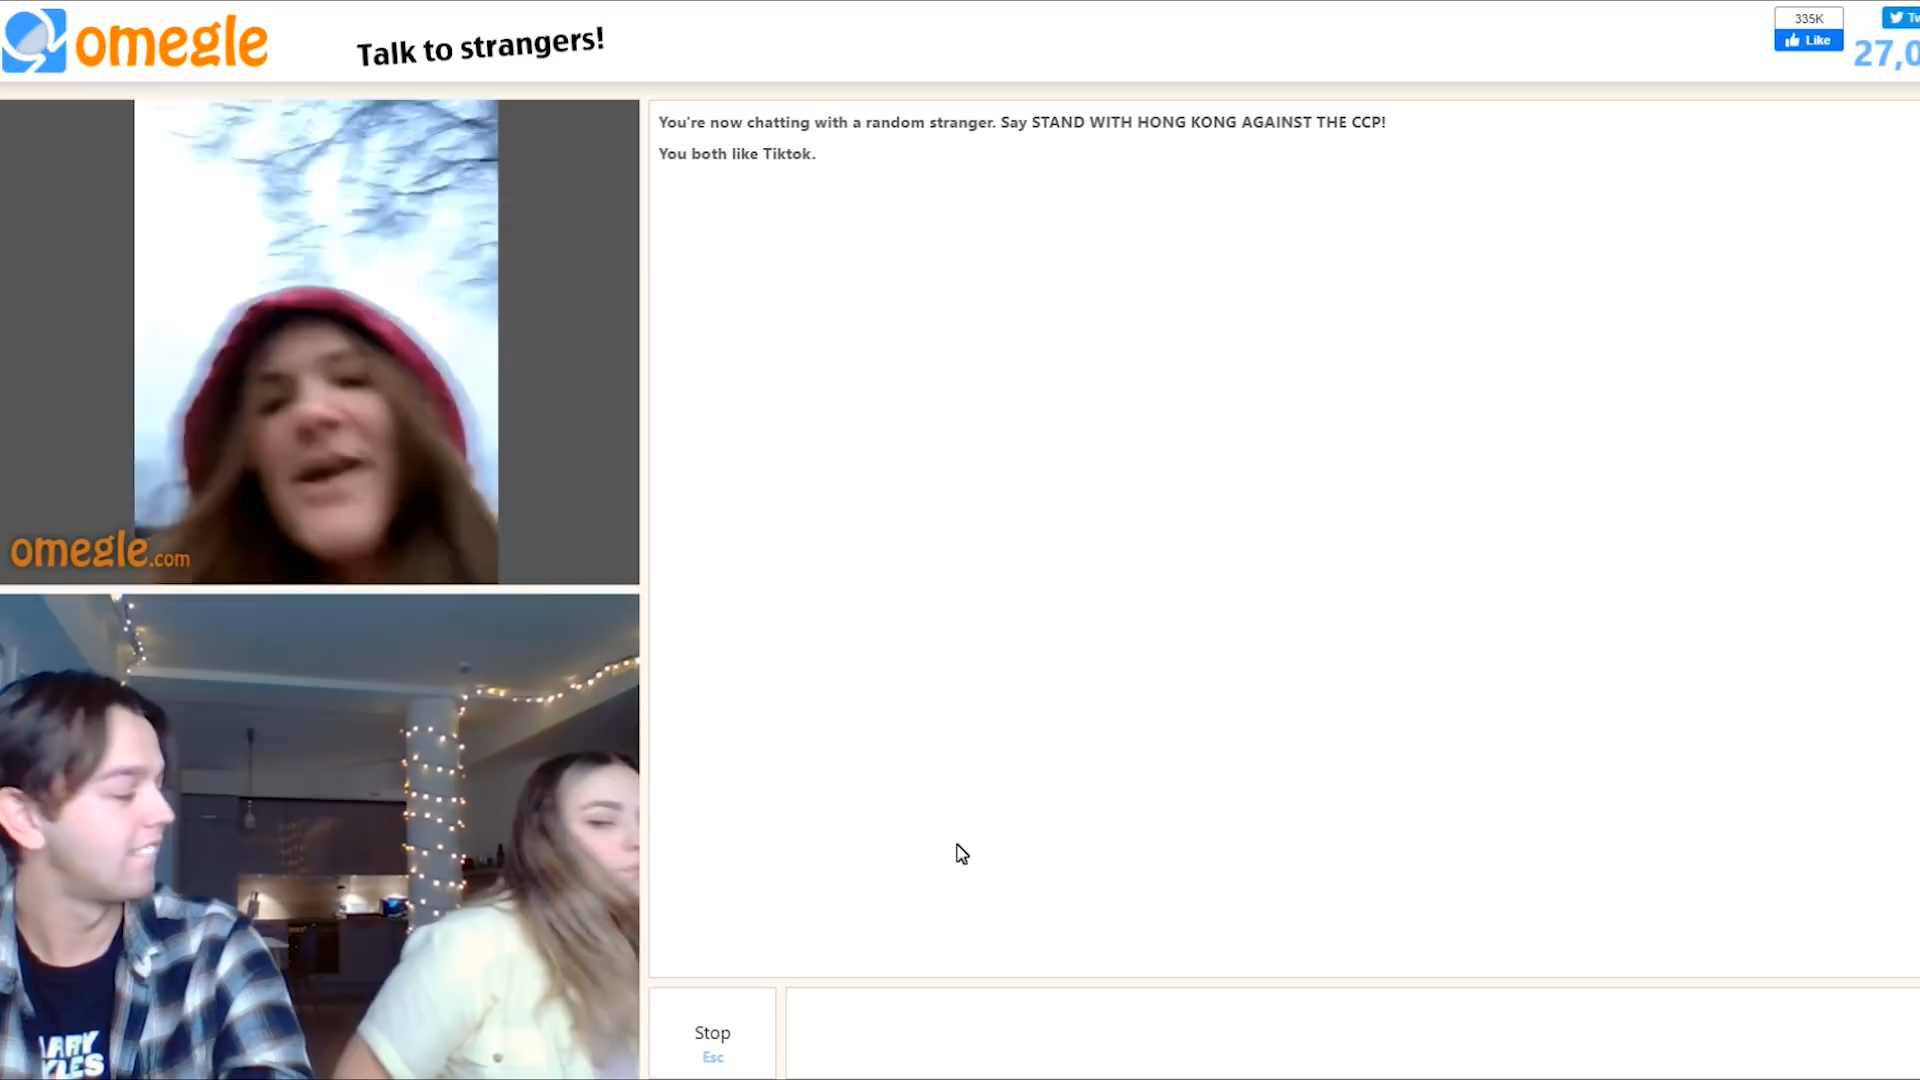 omegle
Talk to strangers!
335K
Like
27,0
You're now chatting with a random stranger. Say STAND WITH HONG KONG AGAINST THE CCP!
You both like Tiktok.
omegle.com
Stop
Esc